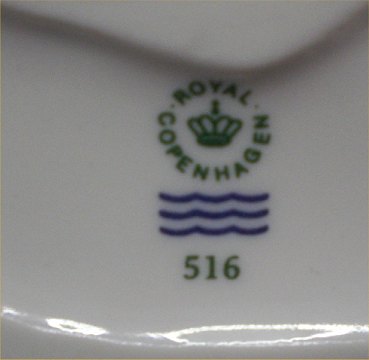 · ROYAL ·
COPENHAGEN
516